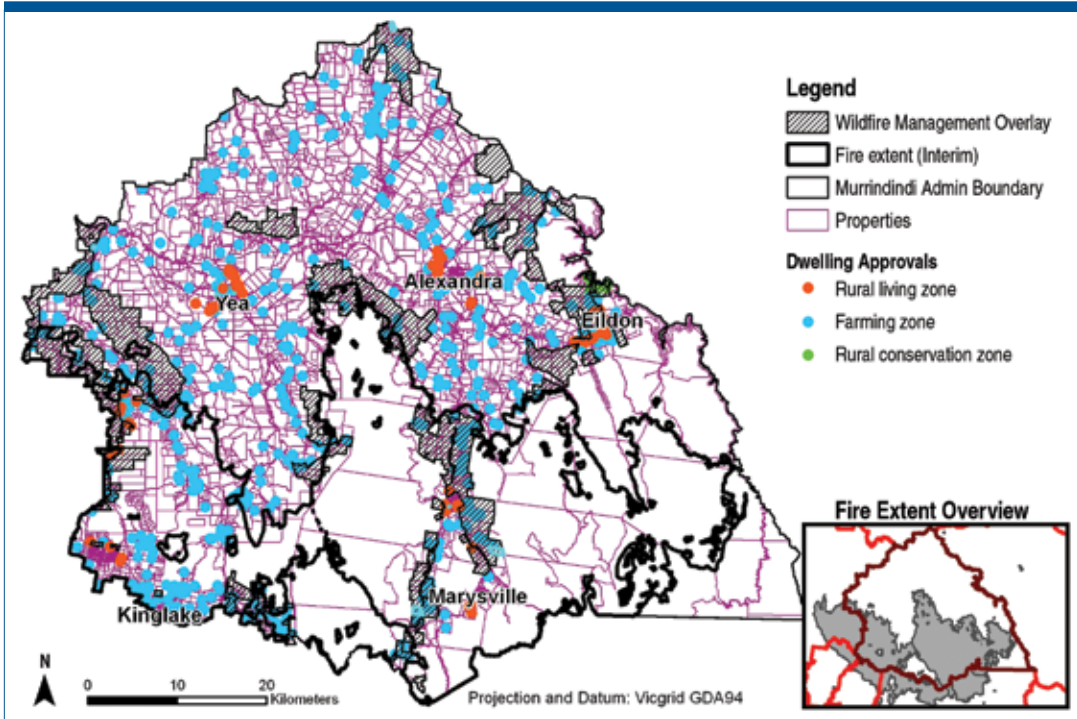 Legend
Wildfire Management Overlay
Fire extent (Interim)
Murrindindi Admin Boundary
Properties
Dwelling Approvals
Rural living zone
Farming zone
Rural conservation zone
Alexandra
Yea
Eildon
Kinglake
Marysville
Fire Extent Overview
N
0 10 20
Kilometers
Projection and Datum: Vicgrid GDA94